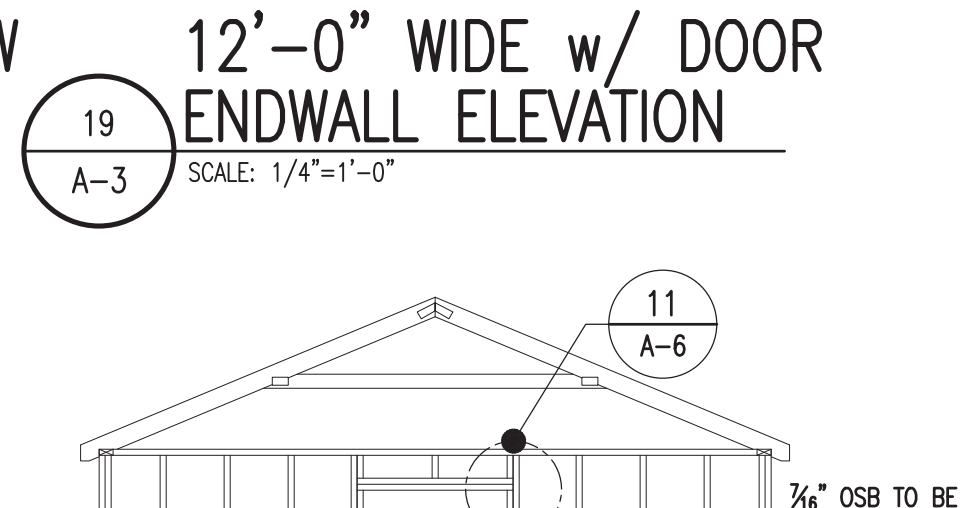 12'-0" WIDE w/ DOOR
ENDWALL ELEVATION
19
A-3
SCALE: 1/4"=1'-0"
11
A-6
7/16" OSB TO BE